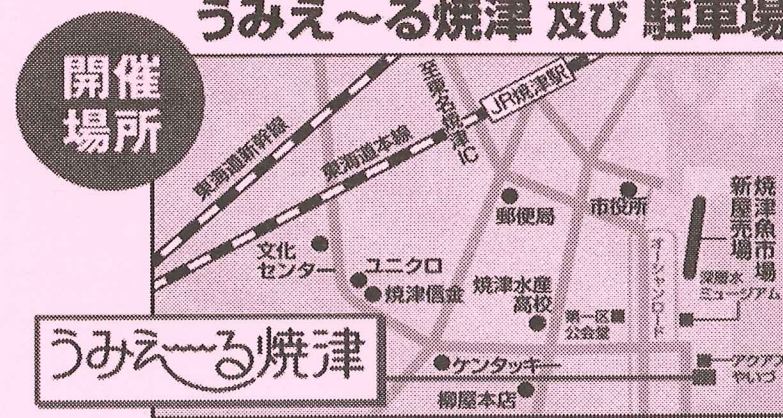 うみえ〜る焼津 及び 駐車場
開催
場所
至東名焼津IC
JR焼津駅
東海道新幹線
東海道本線
郵便局
市役所
焼津魚市場
新屋売場
文化
センター
ユニクロ
焼津信金
焼津水産
高校
第一区
公会堂
オーシャンロード
深層水
ミュージアム
うみえ〜る焼津
ケンタッキー
柳屋本店
アクアス
やいづ